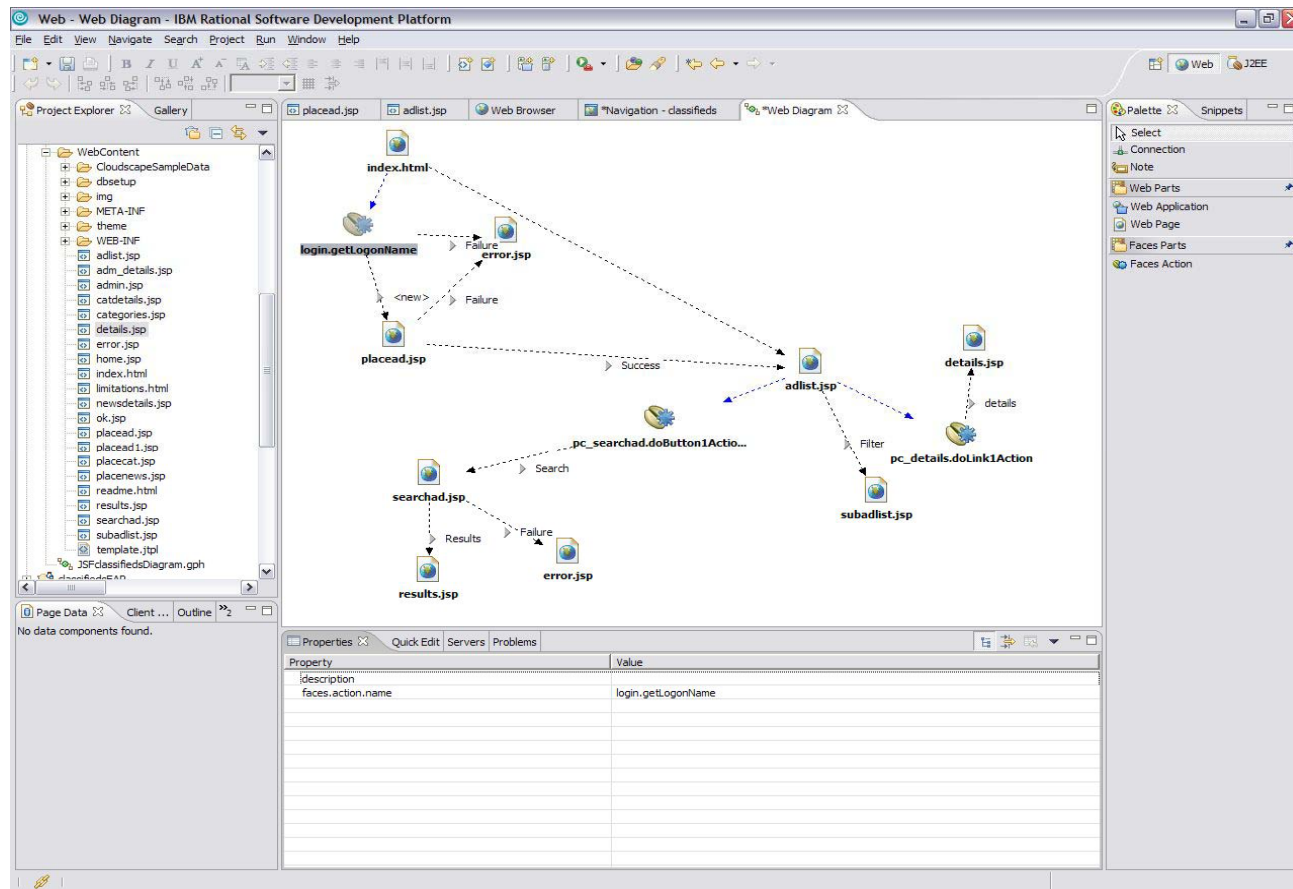 Web - Web Diagram - IBM Rational Software Development Platform
File Edit View Navigate Search Project Run Window Help
Web J2EE
Project Explorer Gallery
placead.jsp adlist.jsp Web Browser *Navigation - classifieds *Web Diagram
Palette Snippets
WebContent
CloudscapeSampleData
dbsetup
img
META-INF
theme
WEB-INF
adlist.jsp
adm_details.jsp
admin.jsp
catdetails.jsp
categories.jsp
details.jsp
error.jsp
home.jsp
index.html
limitations.html
newsdetails.jsp
ok.jsp
placead.jsp
placead1.jsp
placecat.jsp
placenews.jsp
readme.html
results.jsp
searchad.jsp
subadlist.jsp
template.jtpl
JSFclassifiedsDiagram.gph
classifiedsEAR
index.html
login.getLogonName
Failure
error.jsp
<new>
Failure
placead.jsp
Success
adlist.jsp
details.jsp
details
pc_searchad.doButton1Actio...
Filter
pc_details.doLink1Action
Search
searchad.jsp
subadlist.jsp
Results
Failure
error.jsp
results.jsp
Select
Connection
Note
Web Parts
Web Application
Web Page
Faces Parts
Faces Action
Page Data Client ... Outline »2
No data components found.
Properties Quick Edit Servers Problems
Property Value
description
faces.action.name login.getLogonName